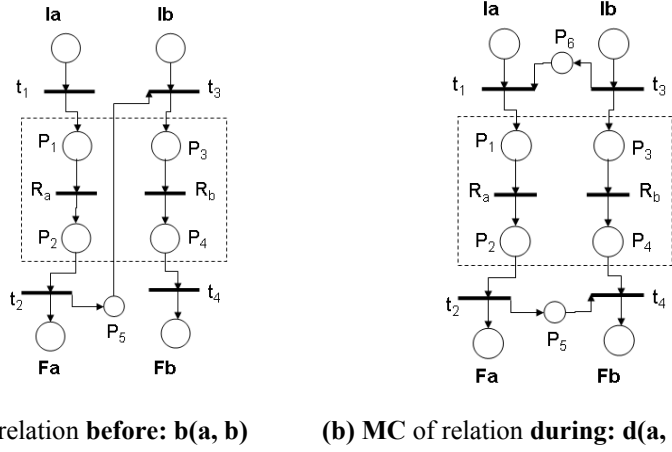 Ia Ib Ia Ib
P6
t1 t3 t1 t3
P1 P3 P1 P3
Ra Rb Ra Rb
P2 P4 P2 P4
t2 t4 t2 t4
P5 P5
Fa Fb Fa Fb
relation before: b(a, b) (b) MC of relation during: d(a,